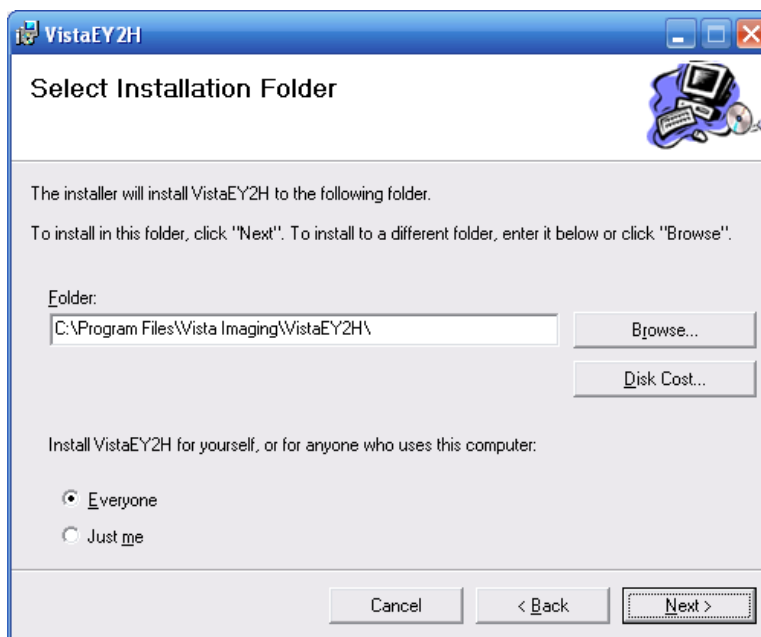 VistaEY2H
Select Installation Folder
The installer will install VistaEY2H to the following folder.
To install in this folder, click "Next". To install to a different folder, enter it below or click "Browse".
Folder:
C:\Program Files\Vista Imaging\VistaEY2H\
Browse...
Disk Cost...
Install VistaEY2H for yourself, or for anyone who uses this computer:
Everyone
Just me
Cancel
< Back
Next >